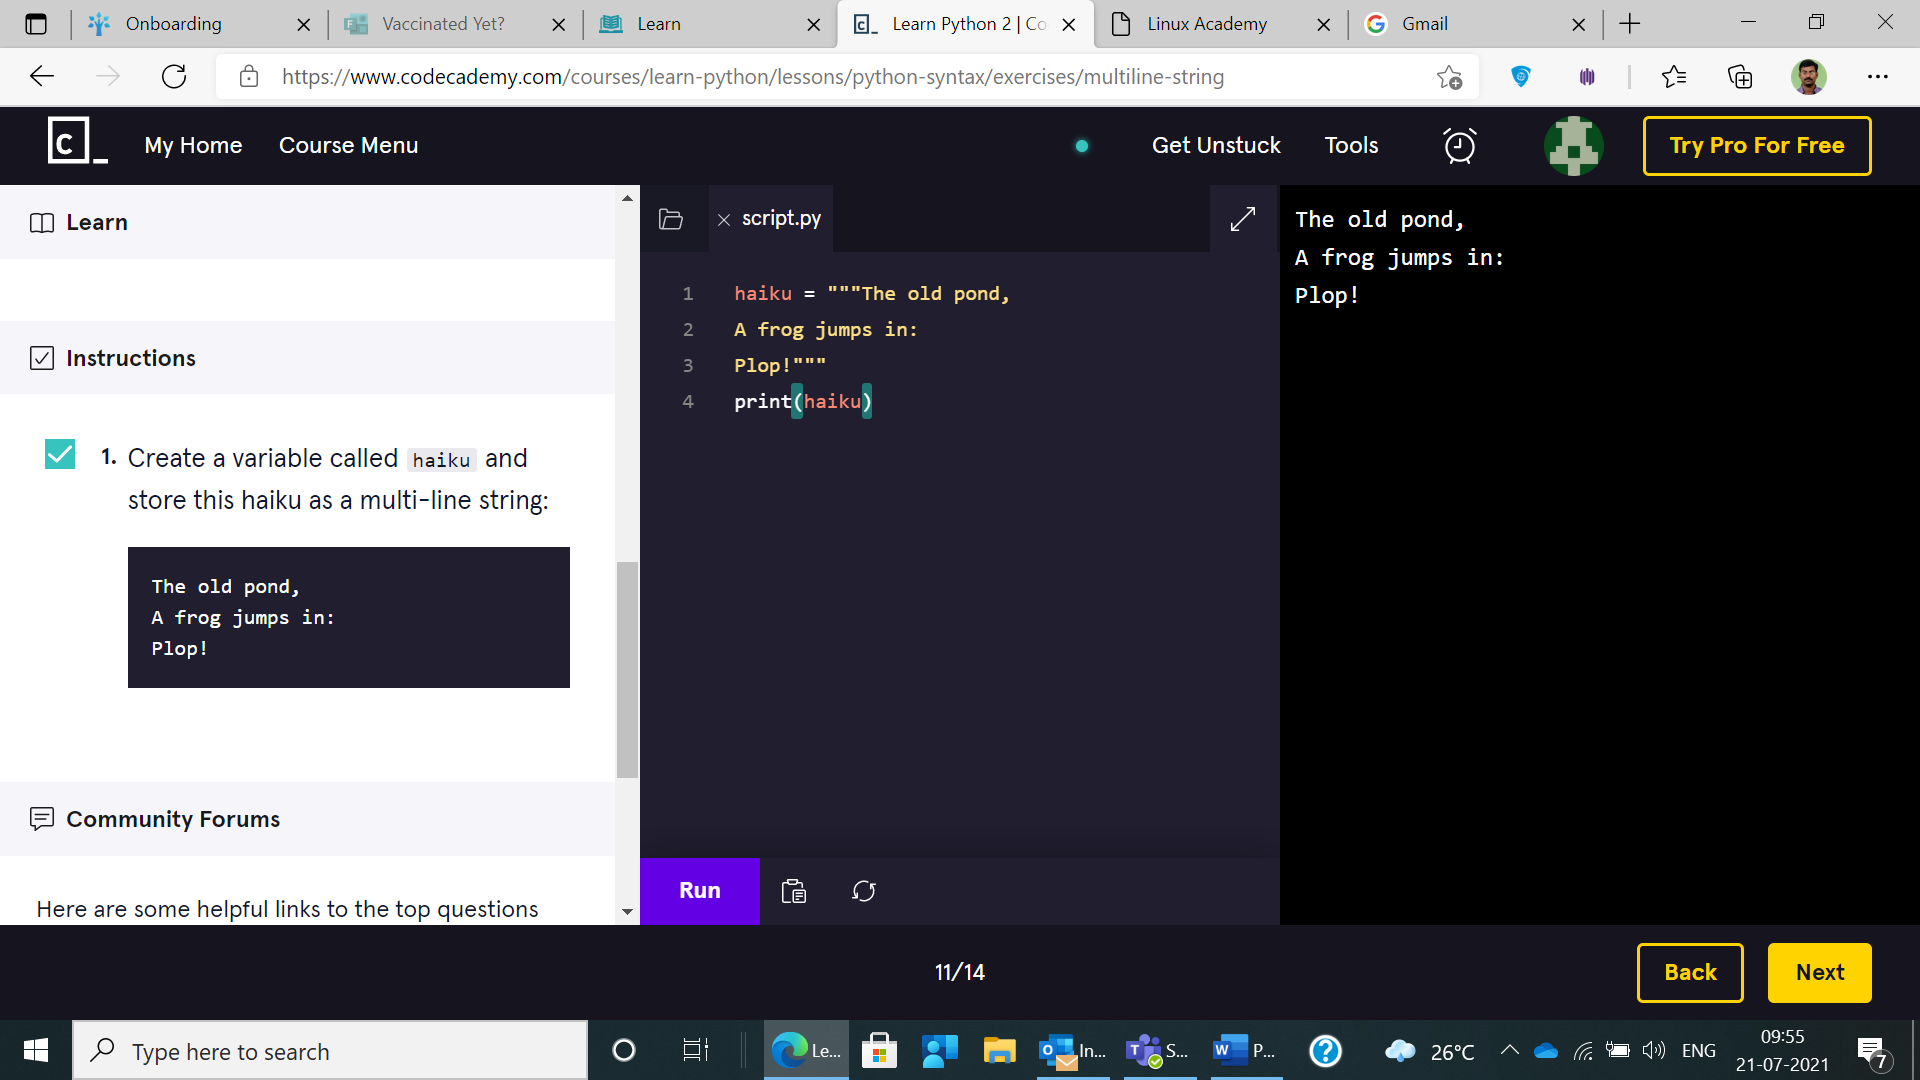 Onboarding
Vaccinated Yet?
Learn
Learn Python 2 | Co
Linux Academy
Gmail
https://www.codecademy.com/courses/learn-python/lessons/python-syntax/exercises/multiline-string
My Home
Course Menu
Get Unstuck
Tools
Try Pro For Free
Learn
Instructions
1. Create a variable called haiku and
store this haiku as a multi-line string:
The old pond,
A frog jumps in:
Plop!
Community Forums
Here are some helpful links to the top questions
script.py
1 haiku = """The old pond,
2 A frog jumps in:
3 Plop!"""
4 print(haiku)
Run
The old pond,
A frog jumps in:
Plop!
11/14
Back
Next
Type here to search
Le...
In...
S...
P...
26°C
ENG
09:55
21-07-2021
7